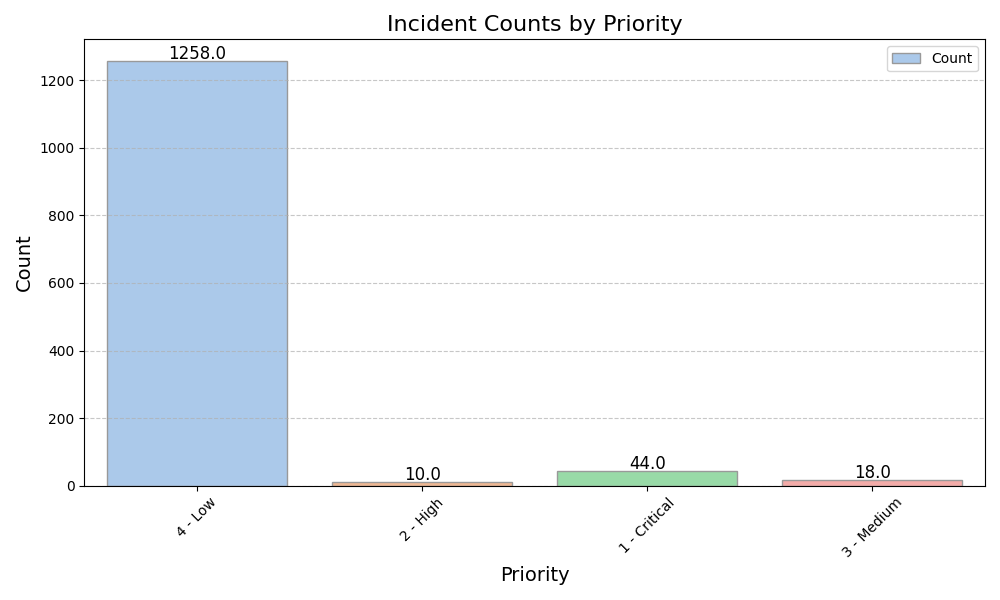 Incident Counts by Priority
Count
1258.0
10.0
44.0
18.0
1200
1000
800
600
400
200
0
Count
4 - Low
2 - High
1 - Critical
3 - Medium
Priority